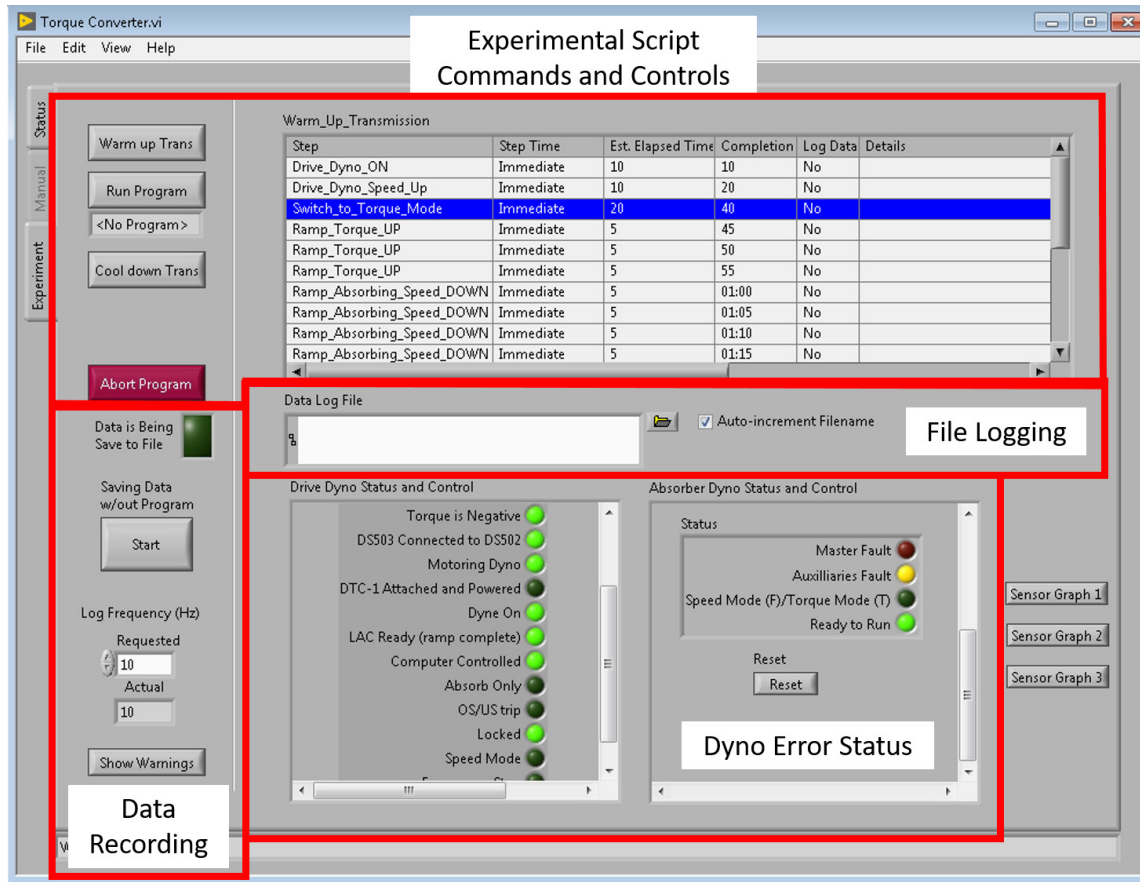 Torque Converter.vi
File Edit View Help
Experimental Script
Commands and Controls
Status
Manual
Experiment
Warm up Trans
Run Program
<No Program>
Cool down Trans
Abort Program
Warm_Up_Transmission
Step Step Time Est. Elapsed Time Completion Log Data Details
Drive_Dyno_ON Immediate 10 10 No
Drive_Dyno_Speed_Up Immediate 10 20 No
Switch_to_Torque_Mode Immediate 20 40 No
Ramp_Torque_UP Immediate 5 45 No
Ramp_Torque_UP Immediate 5 50 No
Ramp_Torque_UP Immediate 5 55 No
Ramp_Absorbing_Speed_DOWN Immediate 5 01:00 No
Ramp_Absorbing_Speed_DOWN Immediate 5 01:05 No
Ramp_Absorbing_Speed_DOWN Immediate 5 01:10 No
Ramp_Absorbing_Speed_DOWN Immediate 5 01:15 No
Data Log File
Auto-increment Filename
File Logging
Data is Being
Save to File
Saving Data
w/out Program
Start
Log Frequency (Hz)
Requested
10
Actual
10
Show Warnings
Data
Recording
Drive Dyno Status and Control
Torque is Negative
DS503 Connected to DS502
Motoring Dyno
DTC-1 Attached and Powered
Dyne On
LAC Ready (ramp complete)
Computer Controlled
Absorb Only
OS/US trip
Locked
Speed Mode
Absorber Dyno Status and Control
Status
Master Fault
Auxilliaries Fault
Speed Mode (F)/Torque Mode (T)
Ready to Run
Reset
Reset
Dyno Error Status
Sensor Graph 1
Sensor Graph 2
Sensor Graph 3